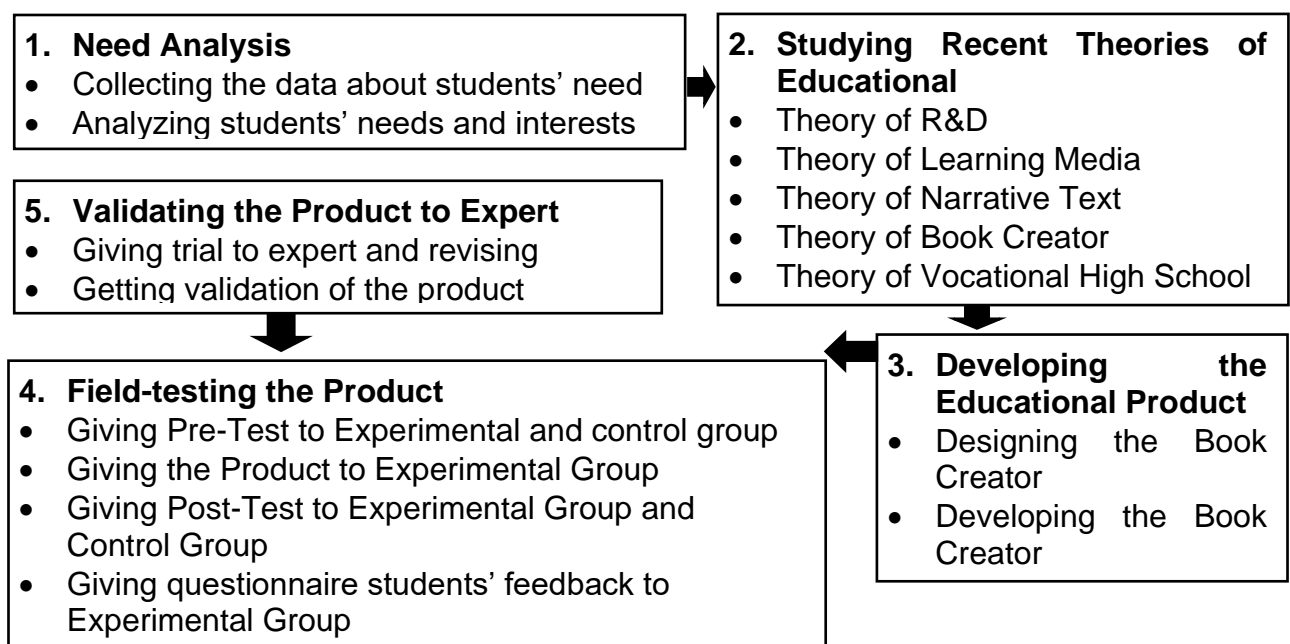 1. Need Analysis
• Collecting the data about students’ need
• Analyzing students’ needs and interests
2. Studying Recent Theories of
Educational
• Theory of R&D
• Theory of Learning Media
• Theory of Narrative Text
• Theory of Book Creator
• Theory of Vocational High School
5. Validating the Product to Expert
• Giving trial to expert and revising
• Getting validation of the product
3. Developing the
Educational Product
• Designing the Book
Creator
• Developing the Book
Creator
4. Field-testing the Product
• Giving Pre-Test to Experimental and control group
• Giving the Product to Experimental Group
• Giving Post-Test to Experimental Group and
Control Group
• Giving questionnaire students’ feedback to
Experimental Group